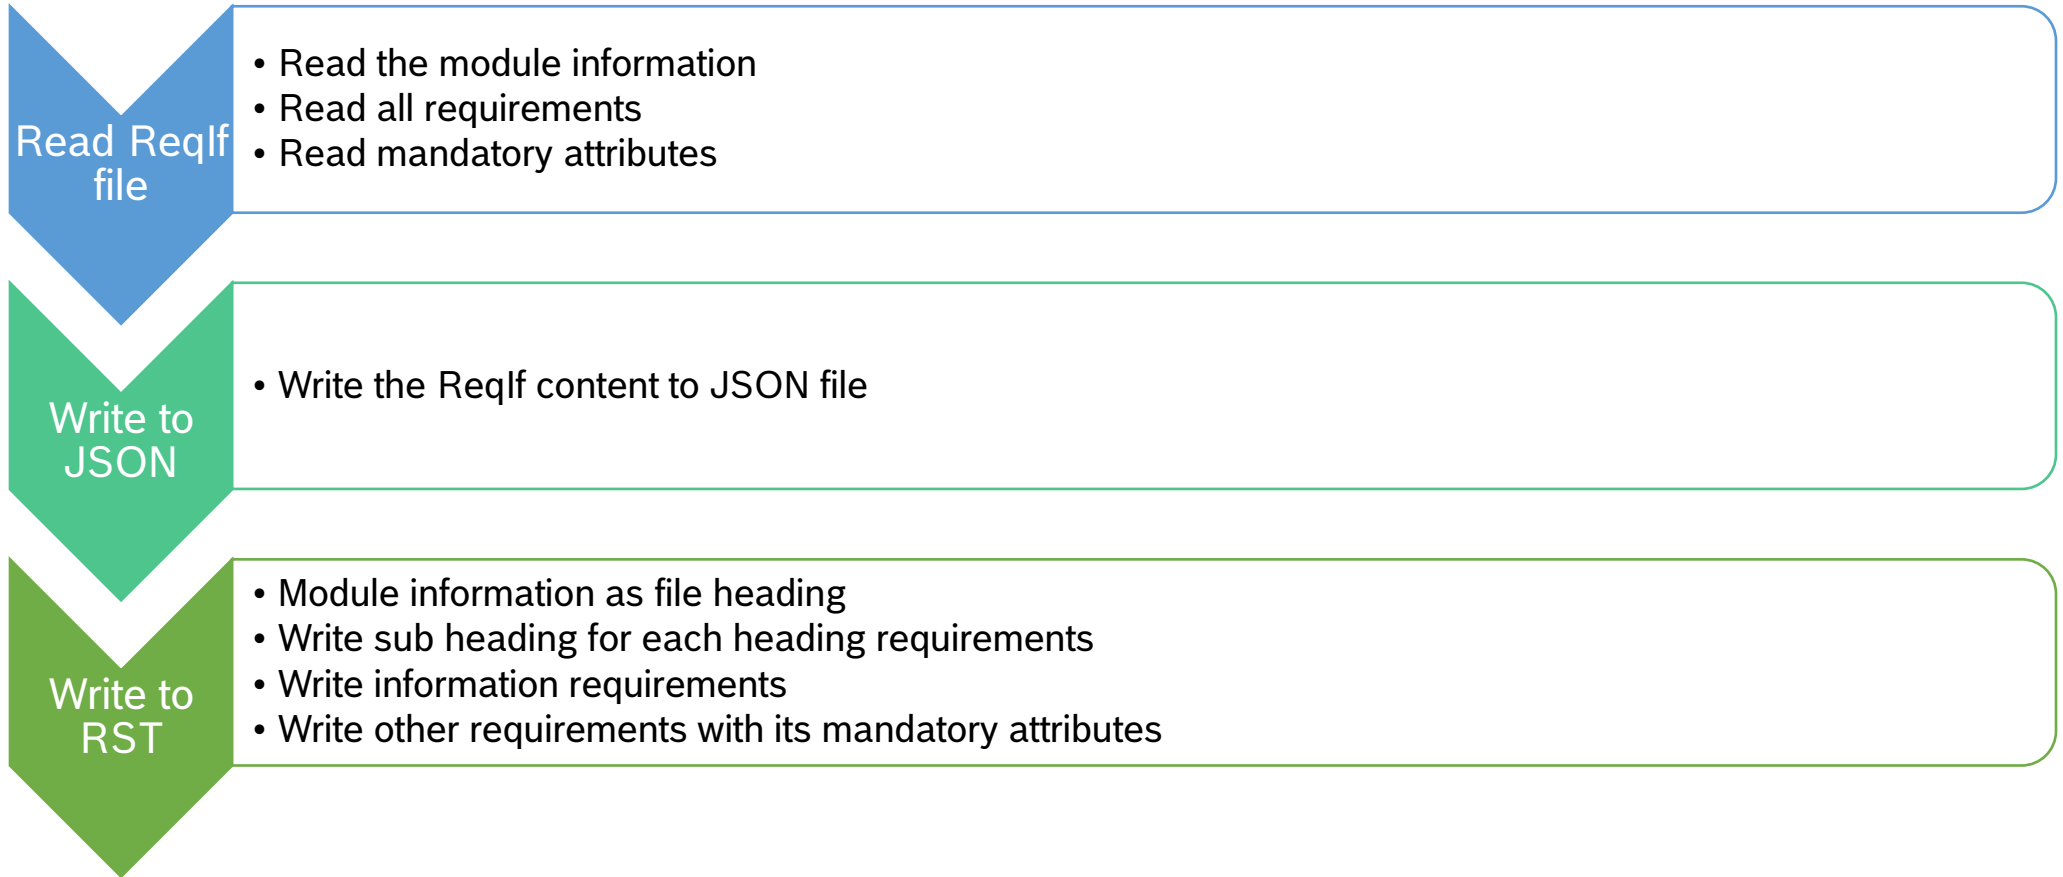 Read ReqIf
file
• Read the module information
• Read all requirements
• Read mandatory attributes
Write to
JSON
• Write the ReqIf content to JSON file
Write to
RST
• Module information as file heading
• Write sub heading for each heading requirements
• Write information requirements
• Write other requirements with its mandatory attributes